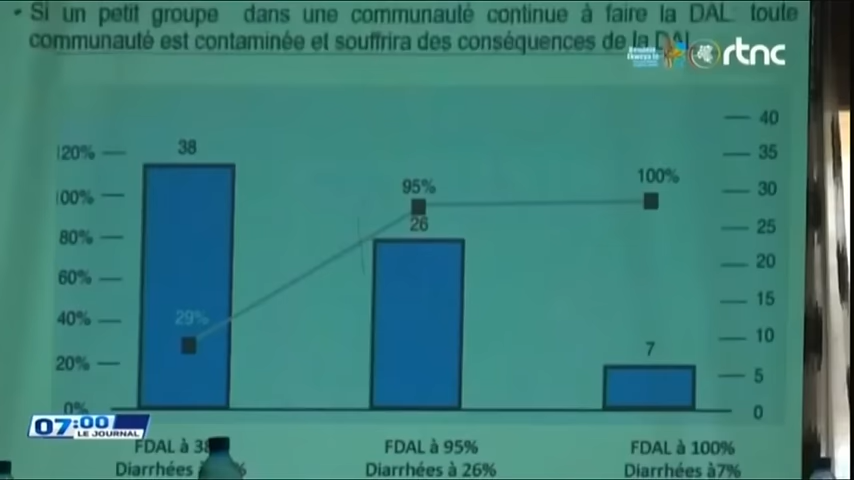 • Si un petit groupe dans une communauté continue à faire la DAL toute
communauté est contaminée et souffrira des conséquences de la DAL
rtnc
120%
100%
80%
60%
40%
20%
0%
38
26
7
29%
95%
100%
40
35
30
25
20
15
10
5
0
FDAL à 38
Diarrhées à
FDAL à 95%
Diarrhées à 26%
FDAL à 100%
Diarrhées à7%
07:00
LE JOURNAL